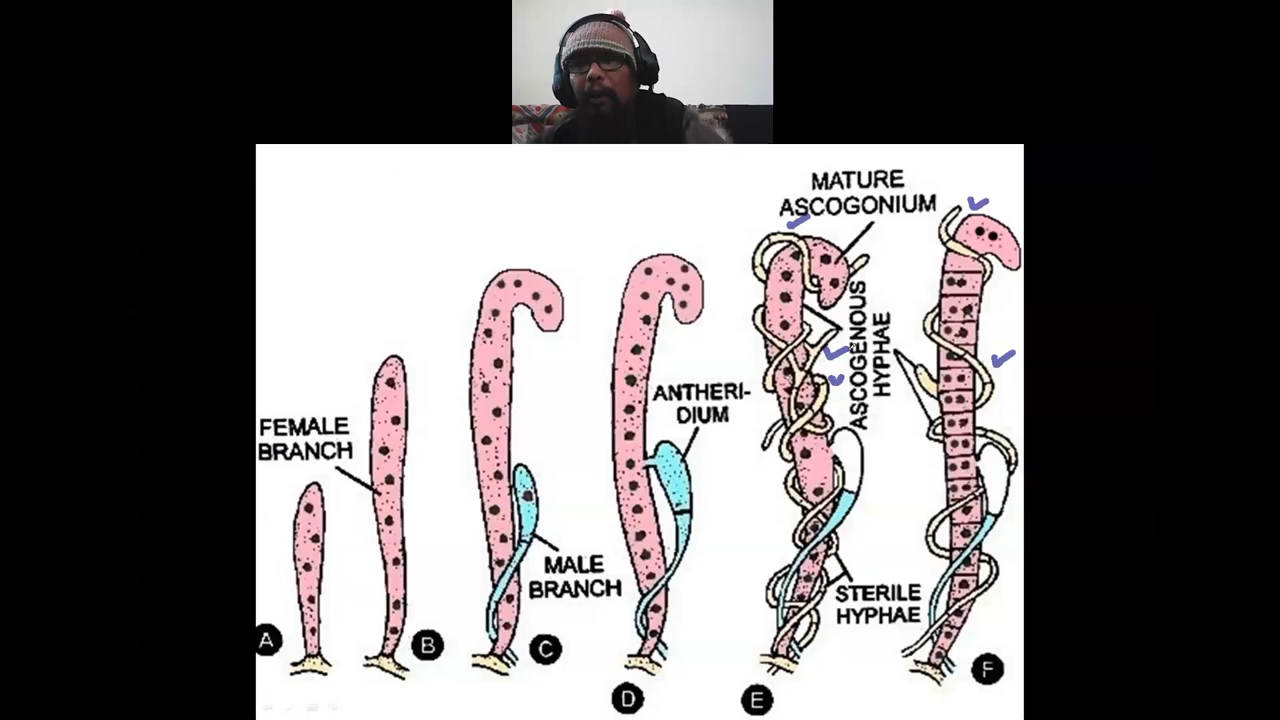 MATURE
ASCOGONIUM
ASCOGENOUS
HYPHAE
ANTHERI-
DIUM
FEMALE
BRANCH
MALE
BRANCH
STERILE
HYPHAE
A
B
C
D
E
F